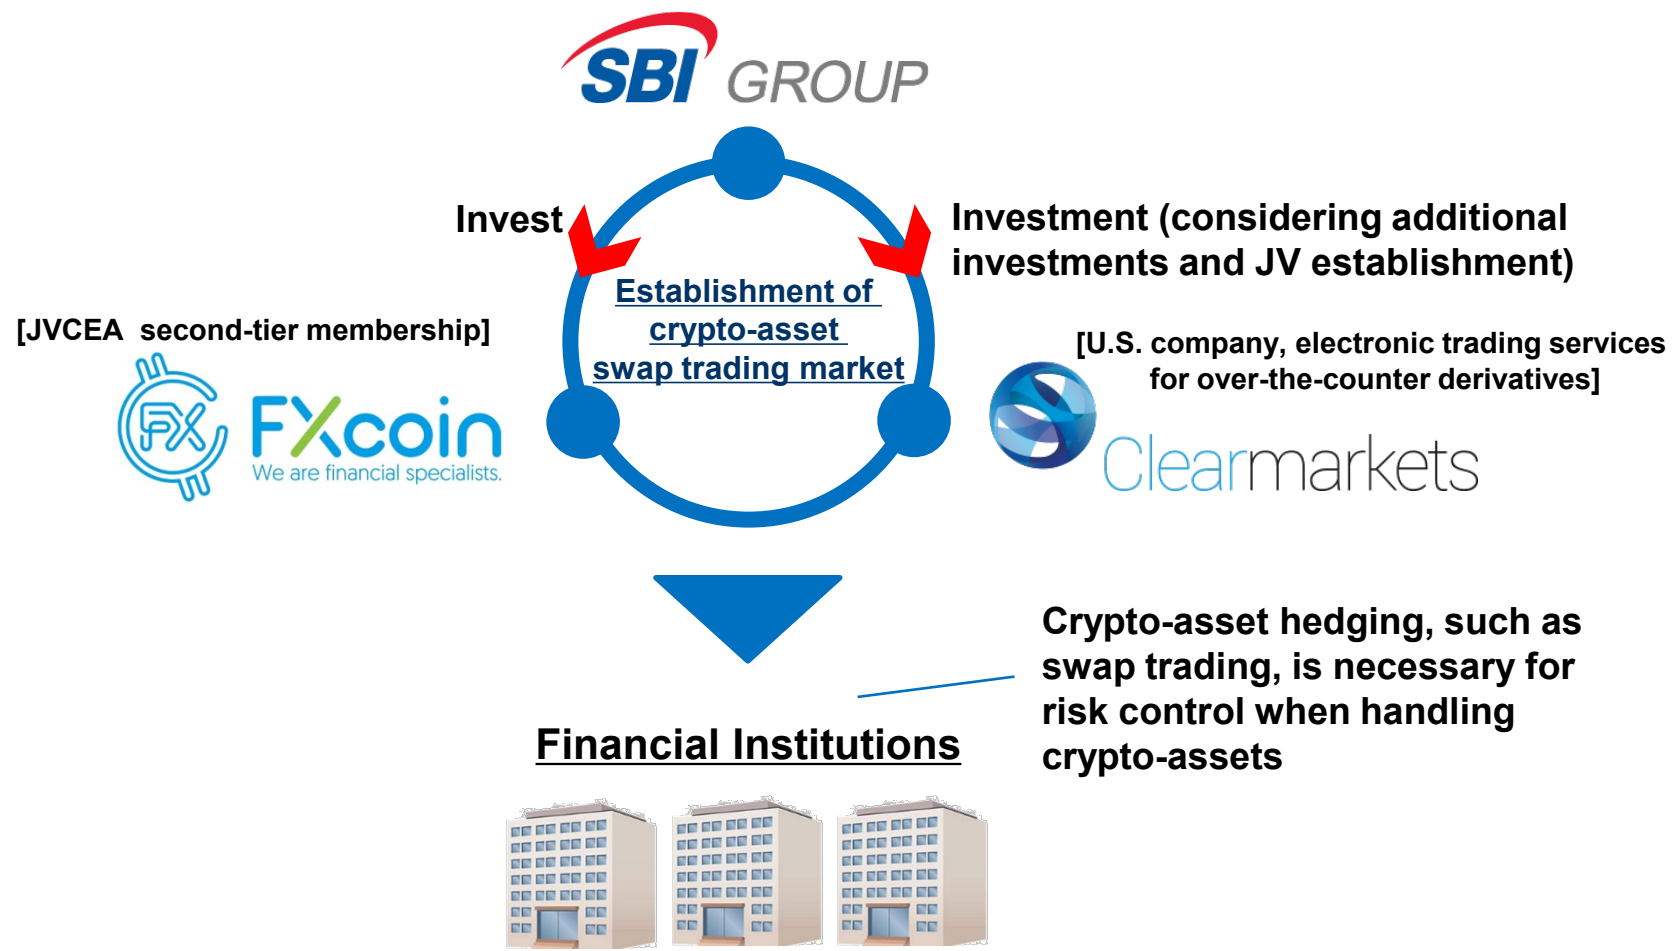 SBI GROUP
Invest
Investment (considering additional
investments and JV establishment)
Establishment of
crypto-asset
swap trading market
[JVCEA second-tier membership]
FX
FXcoin
We are financial specialists.
[U.S. company, electronic trading services
for over-the-counter derivatives]
Clearmarkets
Crypto-asset hedging, such as
swap trading, is necessary for
risk control when handling
crypto-assets
Financial Institutions